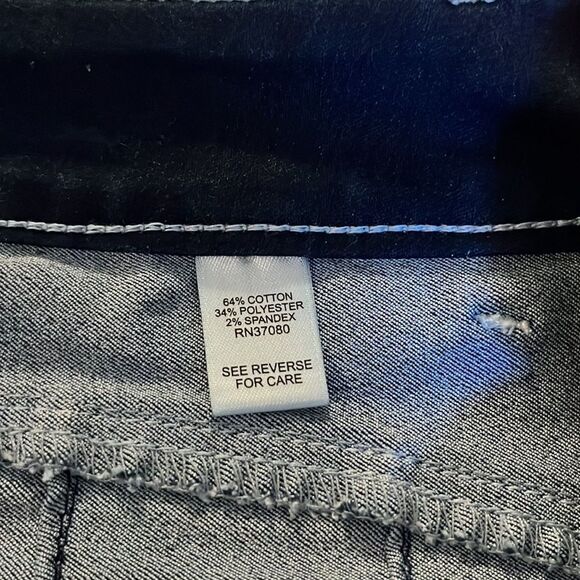 64% COTTON
34% POLYESTER
2% SPANDEX
RN37080
SEE REVERSE
FOR CARE